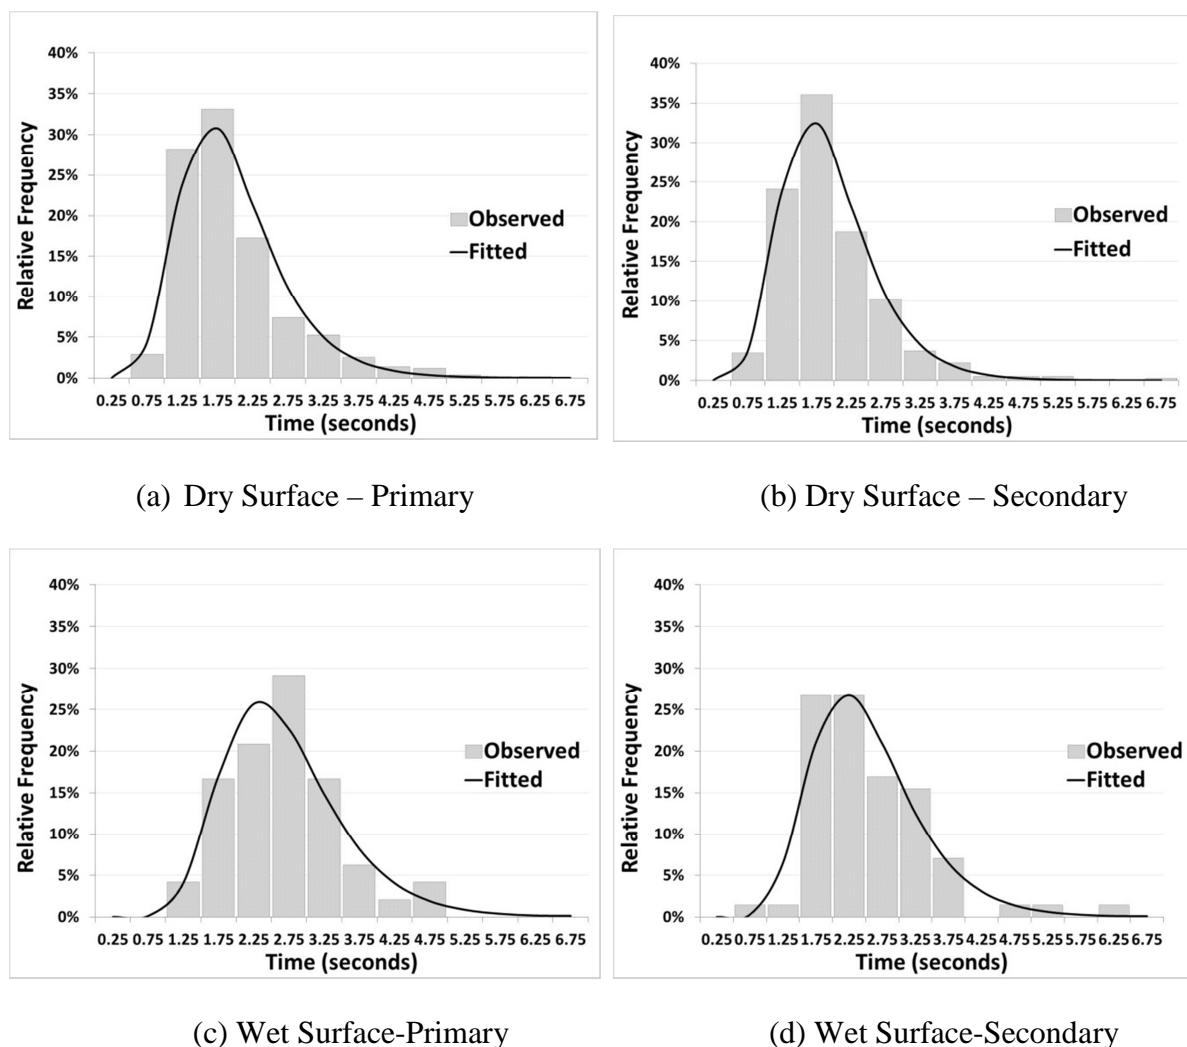 40%
35%
30%
25%
20%
15%
10%
5%
0%
Relative Frequency
Observed
Fitted
0.25 0.75 1.25 1.75 2.25 2.75 3.25 3.75 4.25 4.75 5.25 5.75 6.25 6.75
Time (seconds)
(a) Dry Surface – Primary
40%
35%
30%
25%
20%
15%
10%
5%
0%
Relative Frequency
Observed
Fitted
0.25 0.75 1.25 1.75 2.25 2.75 3.25 3.75 4.25 4.75 5.25 5.75 6.25 6.75
Time (seconds)
(b) Dry Surface – Secondary
40%
35%
30%
25%
20%
15%
10%
5%
0%
Relative Frequency
Observed
Fitted
0.25 0.75 1.25 1.75 2.25 2.75 3.25 3.75 4.25 4.75 5.25 5.75 6.25 6.75
Time (seconds)
(c) Wet Surface-Primary
40%
35%
30%
25%
20%
15%
10%
5%
0%
Relative Frequency
Observed
Fitted
0.25 0.75 1.25 1.75 2.25 2.75 3.25 3.75 4.25 4.75 5.25 5.75 6.25 6.75
Time (seconds)
(d) Wet Surface-Secondary